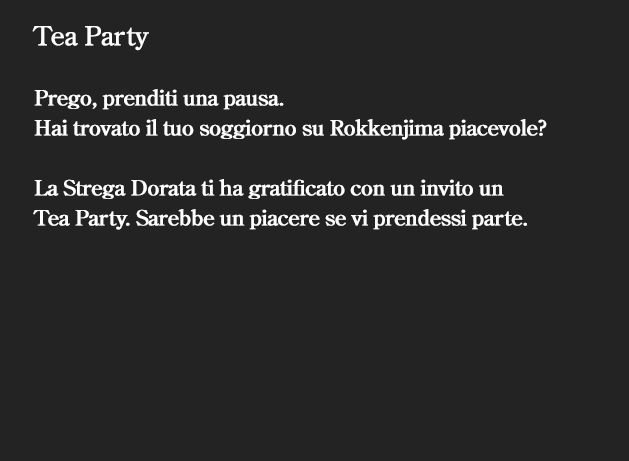 Tea Party
Prego, prenditi una pausa.
Hai trovato il tuo soggiorno su Rokkenjima piacevole?
La Strega Dorata ti ha gratificato con un invito un
Tea Party. Sarebbe un piacere se vi prendessi parte.